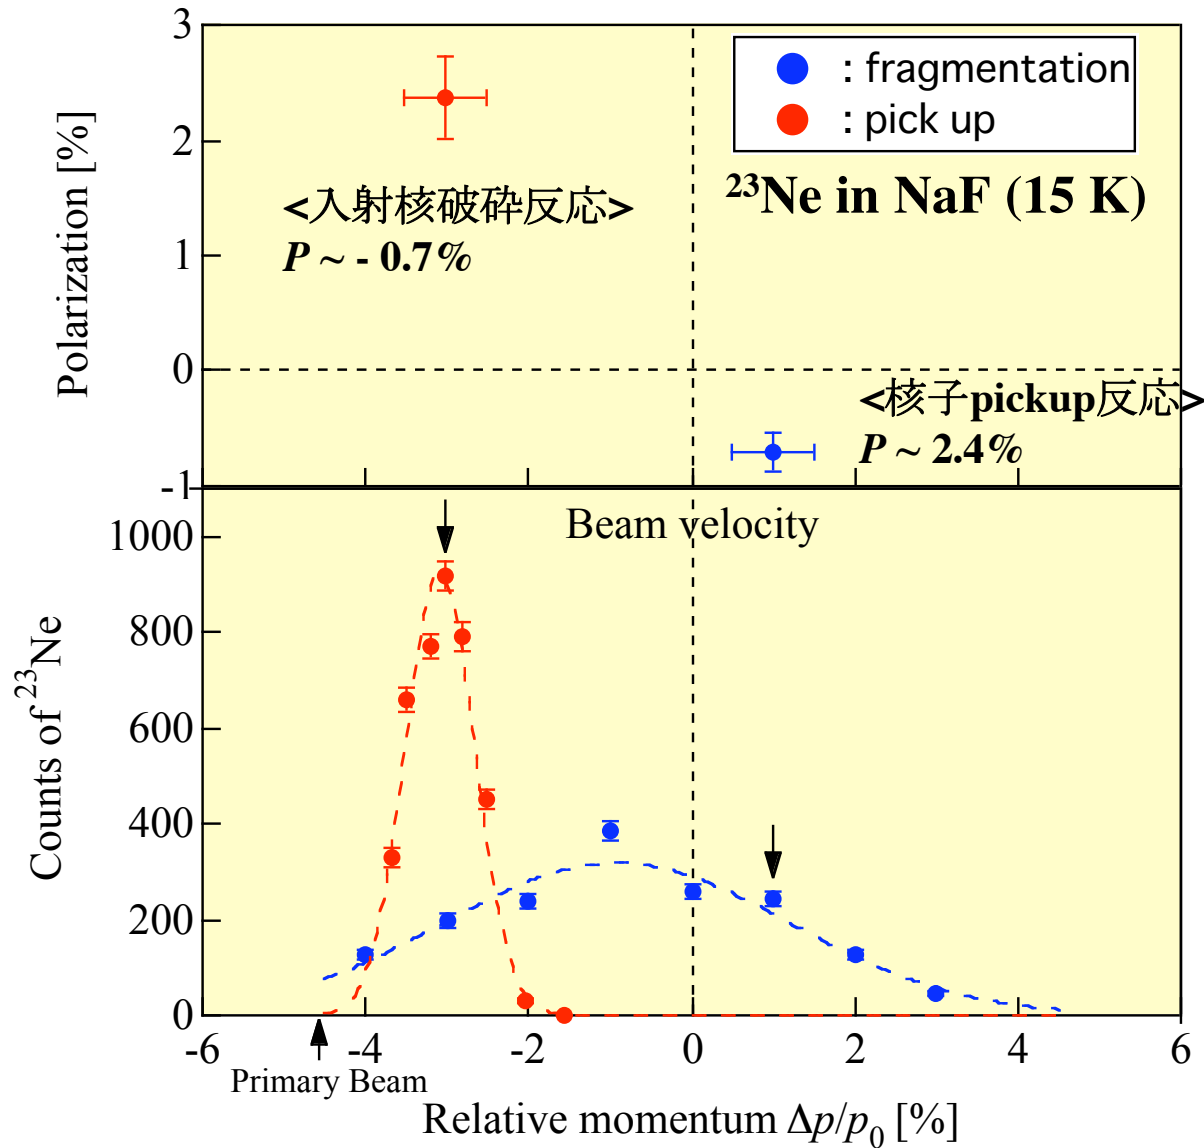 3
2
1
0
-1
Polarization [%]
: fragmentation
: pick up
²³Ne in NaF (15 K)
<入射核破砕反応>
P ~ - 0.7%
<核子pickup反応>
P ~ 2.4%
Beam velocity
1000
800
600
400
200
0
Counts of ²³Ne
-6 -4 -2 0 2 4 6
Primary Beam
Relative momentum Δp/p₀ [%]